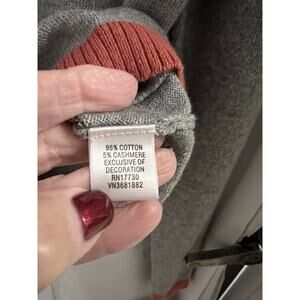 95% COTTON
5% CASHMERE
EXCLUSIVE OF
DECORATION
RN17730
VN3681882